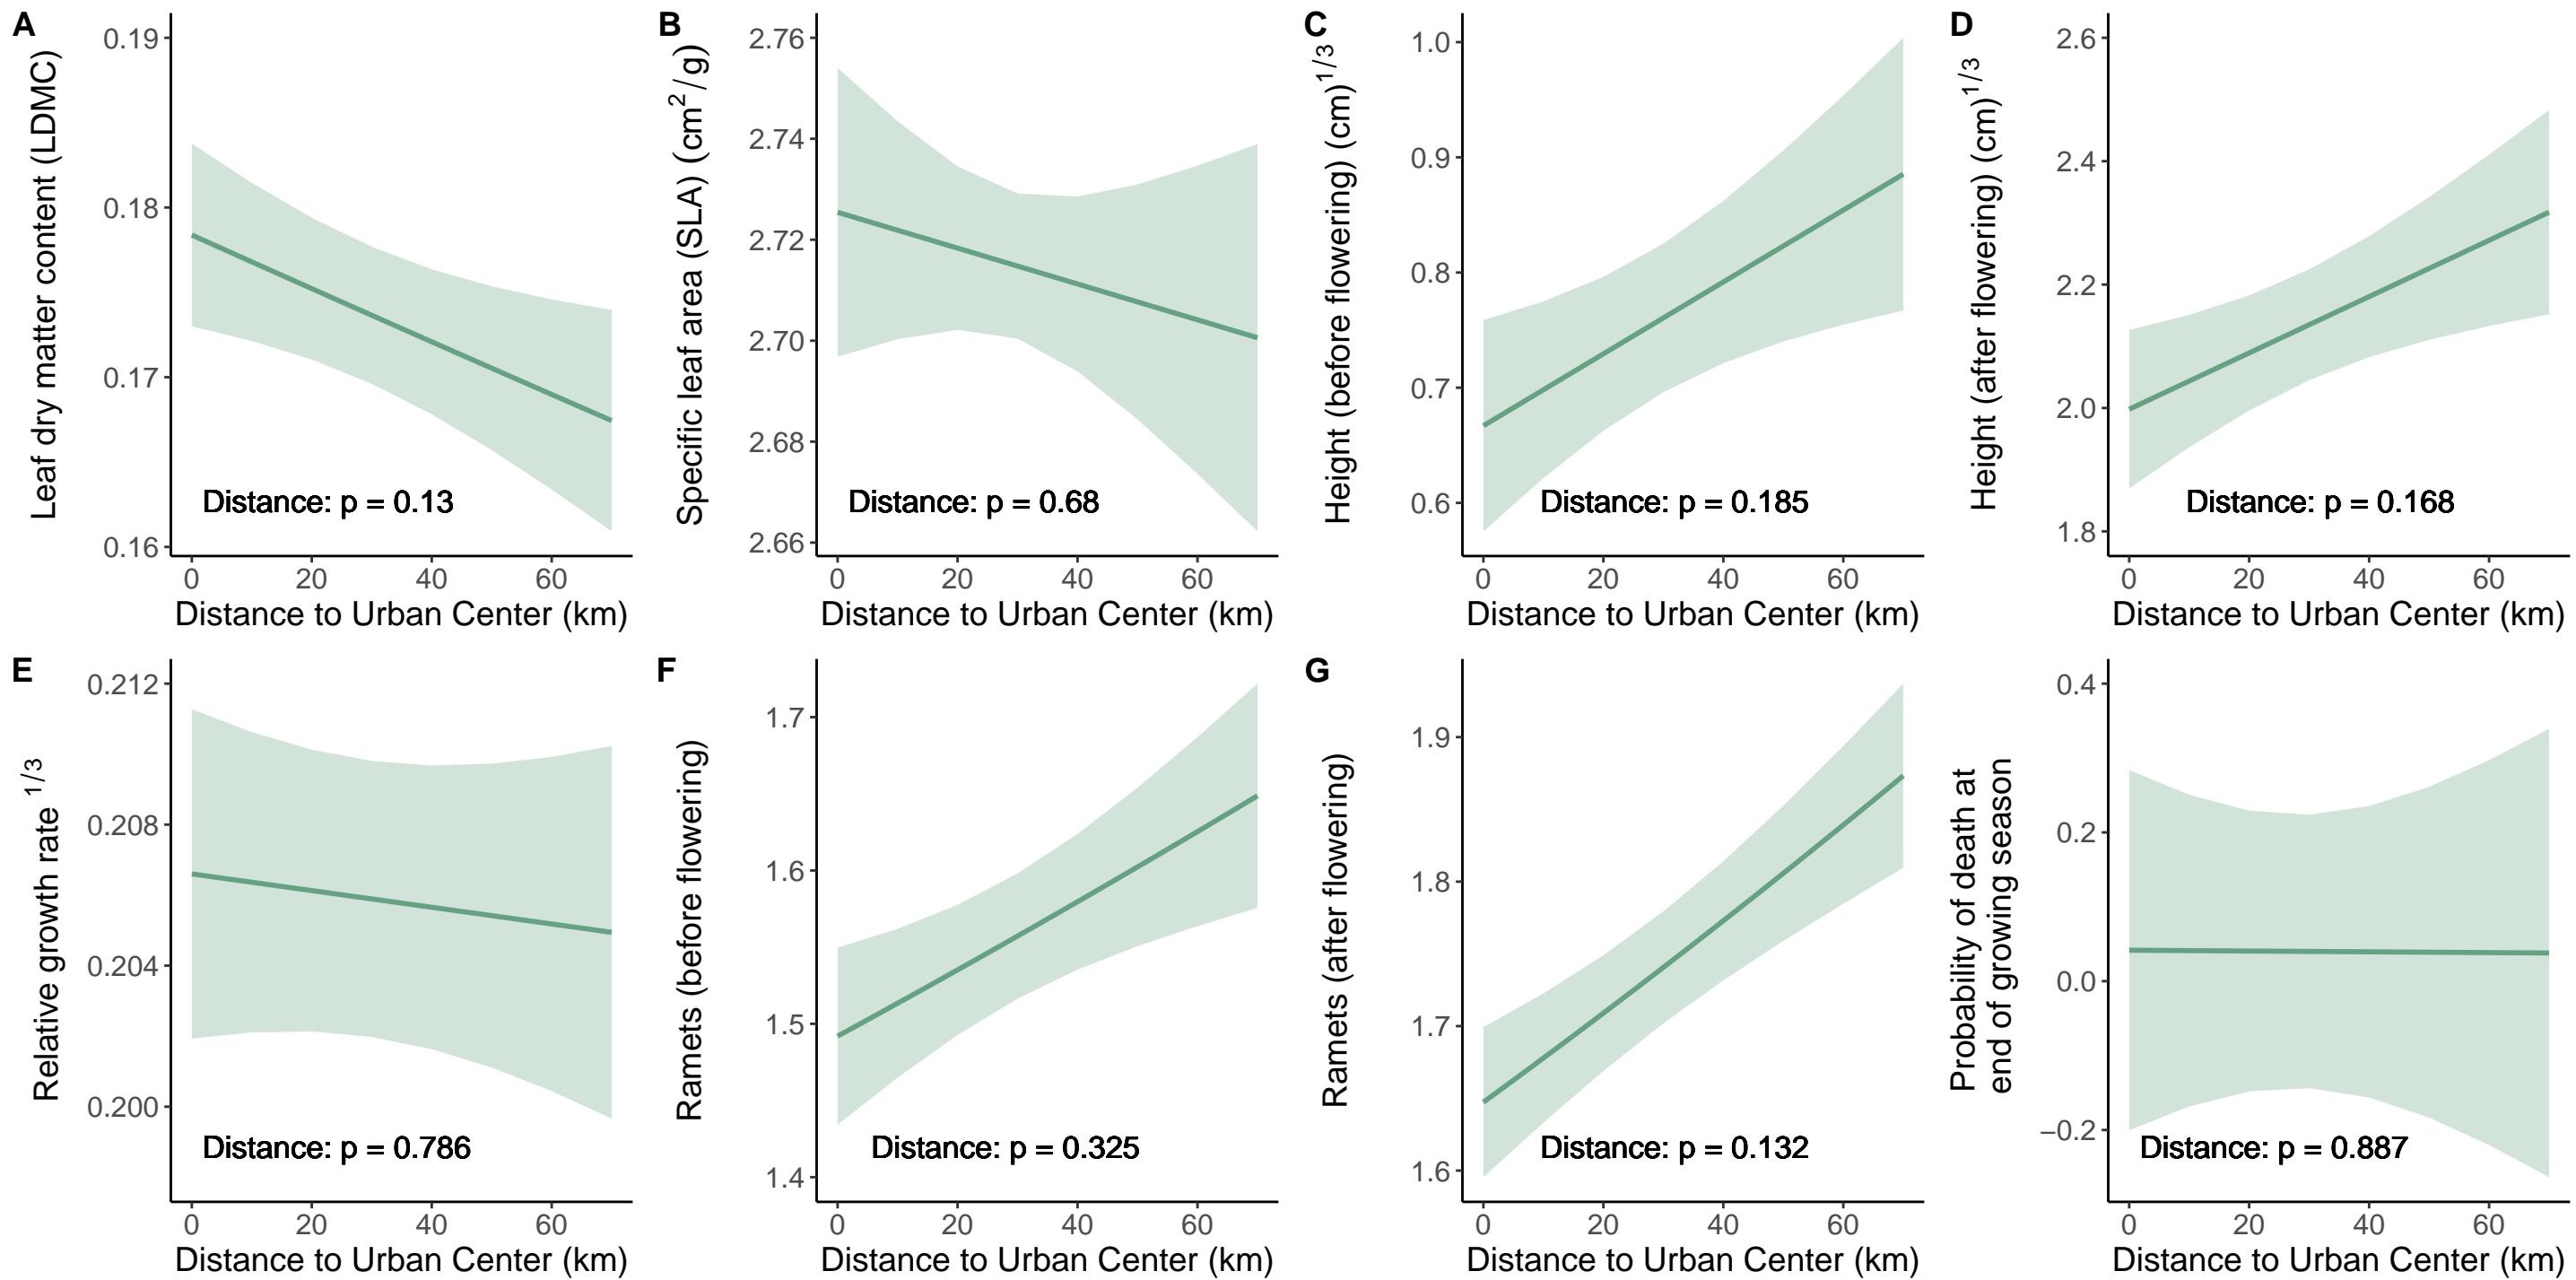 A
Leaf dry matter content (LDMC)
0.19
0.18
0.17
0.16
Distance: p = 0.13
0 20 40 60
Distance to Urban Center (km)
B
Specific leaf area (SLA) (cm²/g)
2.76
2.74
2.72
2.70
2.68
2.66
Distance: p = 0.68
0 20 40 60
Distance to Urban Center (km)
C
Height (before flowering) (cm)^1/3
1.0
0.9
0.8
0.7
0.6
Distance: p = 0.185
0 20 40 60
Distance to Urban Center (km)
D
Height (after flowering) (cm)^1/3
2.6
2.4
2.2
2.0
1.8
Distance: p = 0.168
0 20 40 60
Distance to Urban Center (km)
E
Relative growth rate ^1/3
0.212
0.208
0.204
0.200
Distance: p = 0.786
0 20 40 60
Distance to Urban Center (km)
F
Ramets (before flowering)
1.7
1.6
1.5
1.4
Distance: p = 0.325
0 20 40 60
Distance to Urban Center (km)
G
Ramets (after flowering)
1.9
1.8
1.7
1.6
Distance: p = 0.132
0 20 40 60
Distance to Urban Center (km)
Probability of death at
end of growing season
0.4
0.2
0.0
−0.2
Distance: p = 0.887
0 20 40 60
Distance to Urban Center (km)